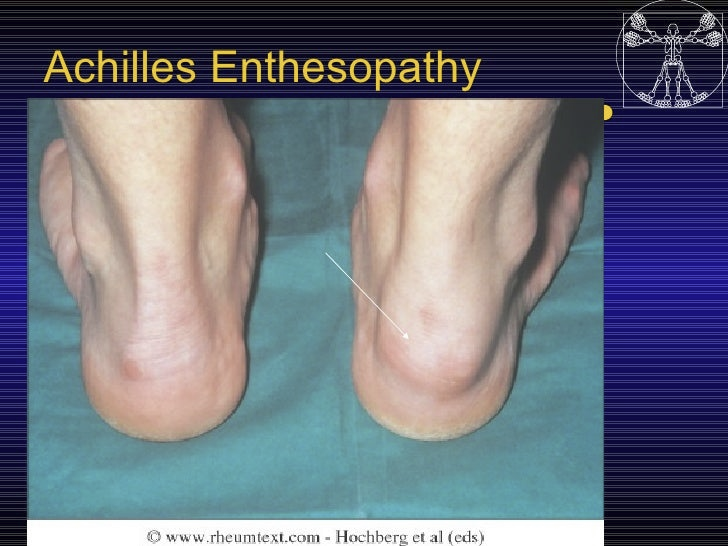 Achilles Enthesopathy
© www.rheumtext.com - Hochberg et al (eds)